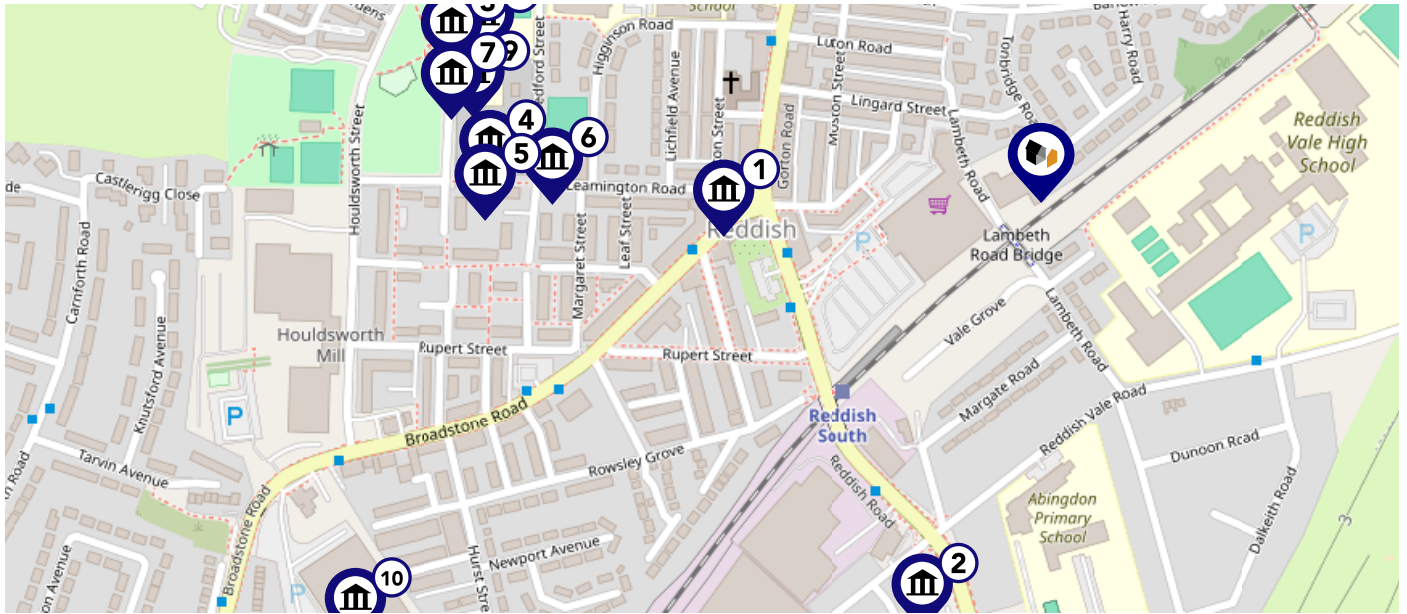 School
Higginson Road
Luton Road
Harry Road
Tonbridge Road
Lichfield Avenue
Muston Street
Lingard Street
Lambeth Road
Gorton Road
Reddish
Vale High
School
Houldsworth Street
7
9
4
5
6
1
Castlerigg Close
Leamington Road
Reddish
P
P
Lambeth
Road Bridge
Carnforth Road
Margaret Street
Leaf Street
Houldsworth
Mill
Rupert Street
Rupert Street
Vale Grove
Lambeth Road
Knutsford Avenue
P
Margate Road
Reddish
South
Reddish Vale Road
Broadstone Road
Tarvin Avenue
Rowsley Grove
Dunoon Road
Reddish Road
Abingdon
Primary
School
Dalkeith Road
3
Broadstone Road
Newport Avenue
Hurst Stre
P
10
2